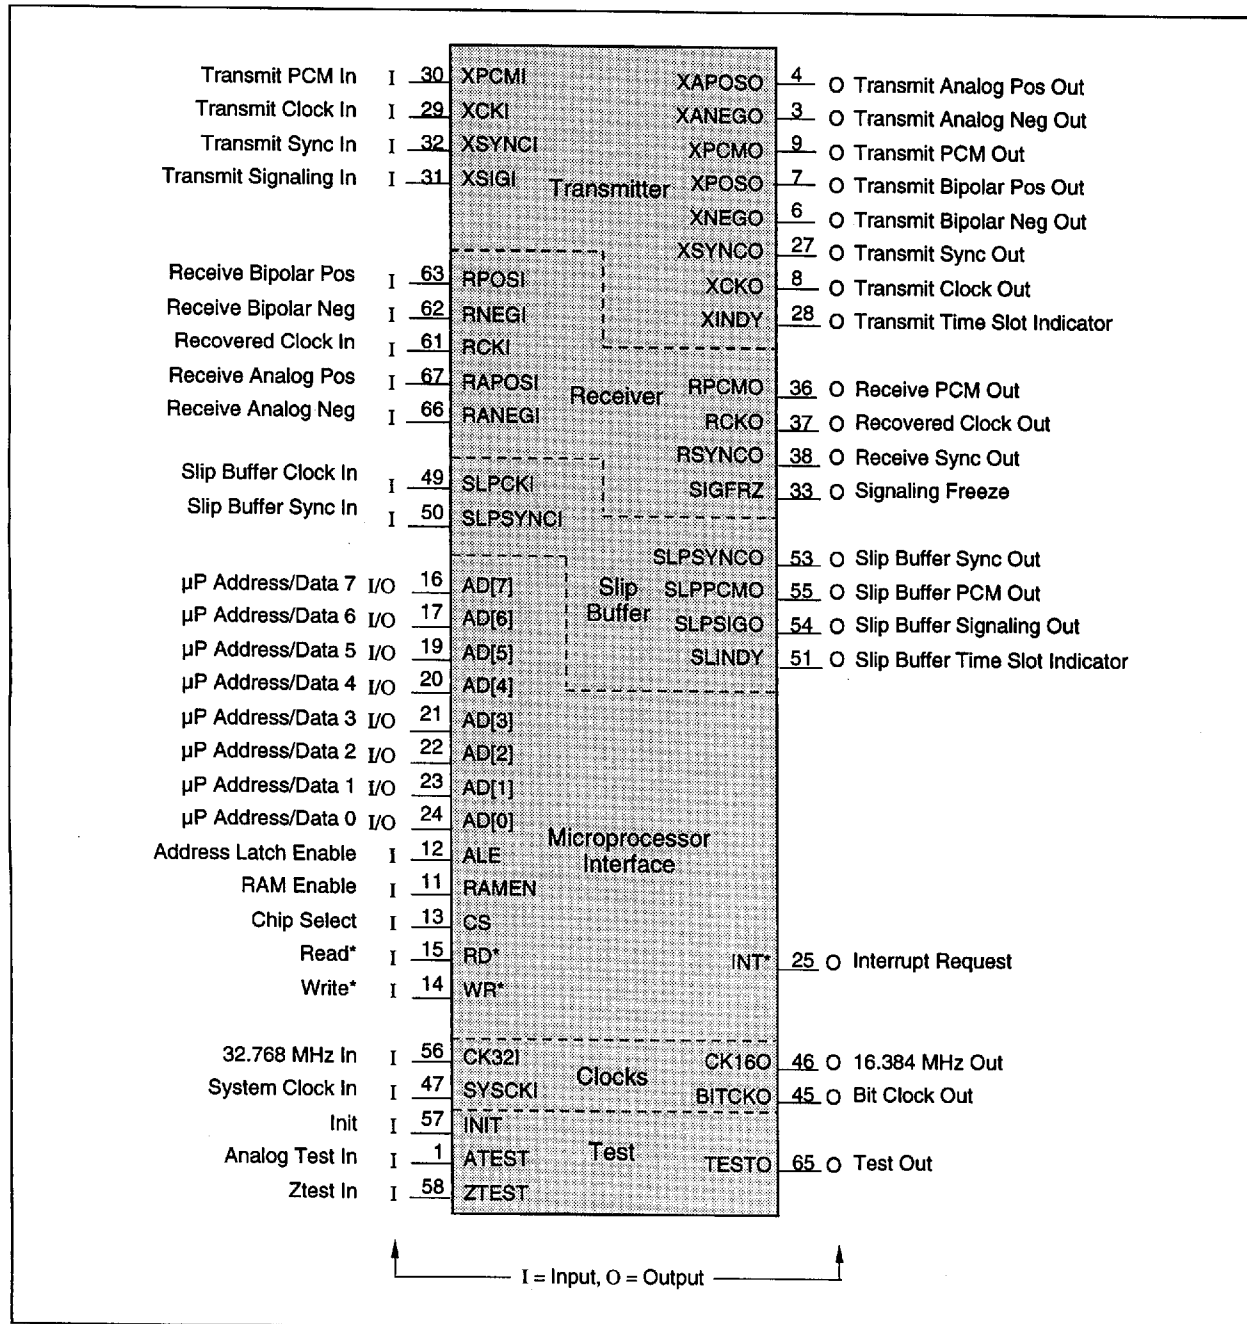 Transmit PCM In I 30 XPCMI
Transmit Clock In I 29 XCKI
Transmit Sync In I 32 XSYNCI
Transmit Signaling In I 31 XSIGI
Transmitter
XAPOSO 4 O Transmit Analog Pos Out
XANEGO 3 O Transmit Analog Neg Out
XPCMO 9 O Transmit PCM Out
XPOSO 7 O Transmit Bipolar Pos Out
XNEGO 6 O Transmit Bipolar Neg Out
XSYNCO 27 O Transmit Sync Out
XCKO 8 O Transmit Clock Out
XINDY 28 O Transmit Time Slot Indicator
Receive Bipolar Pos I 63 RPOSI
Receive Bipolar Neg I 62 RNEGI
Recovered Clock In I 61 RCKI
Receive Analog Pos I 67 RAPOSI
Receive Analog Neg I 66 RANEGI
Receiver
RPCMO 36 O Receive PCM Out
RCKO 37 O Recovered Clock Out
RSYNCO 38 O Receive Sync Out
SIGFRZ 33 O Signaling Freeze
Slip Buffer Clock In I 49 SLPCKI
Slip Buffer Sync In I 50 SLPSYNCI
Slip
Buffer
SLPSYNCO 53 O Slip Buffer Sync Out
SLPPCMO 55 O Slip Buffer PCM Out
SLPSIGO 54 O Slip Buffer Signaling Out
SLINDY 51 O Slip Buffer Time Slot Indicator
µP Address/Data 7 I/O 16 AD[7]
µP Address/Data 6 I/O 17 AD[6]
µP Address/Data 5 I/O 19 AD[5]
µP Address/Data 4 I/O 20 AD[4]
µP Address/Data 3 I/O 21 AD[3]
µP Address/Data 2 I/O 22 AD[2]
µP Address/Data 1 I/O 23 AD[1]
µP Address/Data 0 I/O 24 AD[0]
Address Latch Enable I 12 ALE
RAM Enable I 11 RAMEN
Chip Select I 13 CS
Read* I 15 RD*
Write* I 14 WR*
Microprocessor
Interface
INT* 25 O Interrupt Request
32.768 MHz In I 56 CK32I
System Clock In I 47 SYSCKI
Clocks
CK16O 46 O 16.384 MHz Out
BITCKO 45 O Bit Clock Out
Init I 57 INIT
Analog Test In I 1 ATEST
Ztest In I 58 ZTEST
Test
TESTO 65 O Test Out
I = Input, O = Output